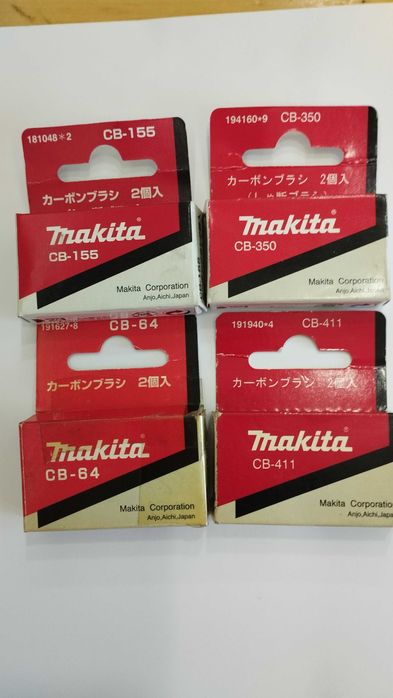 181048*2 CB-155
カーボンブラシ 2個入
makita
CB-155
Makita Corporation
Anjo,Aichi,Japan
194160*9 CB-350
カーボンブラシ 2個入
makita
CB-350
Makita Corporation
Anjo,Aichi,Japan
191627*8 CB-64
カーボンブラシ 2個入
makita
CB-64
Makita Corporation
Anjo,Aichi,Japan
191940*4 CB-411
カーボンブラシ 2個入
makita
CB-411
Makita Corporation
Anjo,Aichi,Japan